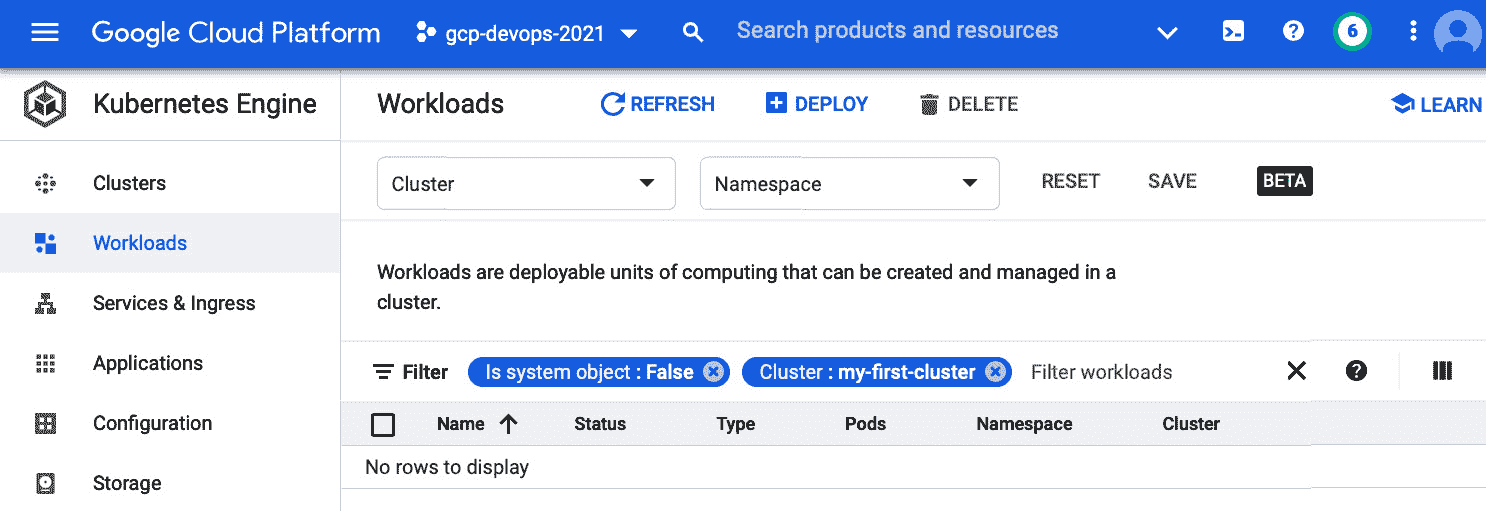 Google Cloud Platform gcp-devops-2021 Search products and resources 6
Kubernetes Engine Workloads REFRESH DEPLOY DELETE LEARN
Clusters
Workloads
Services & Ingress
Applications
Configuration
Storage
Cluster Namespace RESET SAVE BETA
Workloads are deployable units of computing that can be created and managed in a
cluster.
Filter Is system object : False Cluster : my-first-cluster Filter workloads
Name Status Type Pods Namespace Cluster
No rows to display